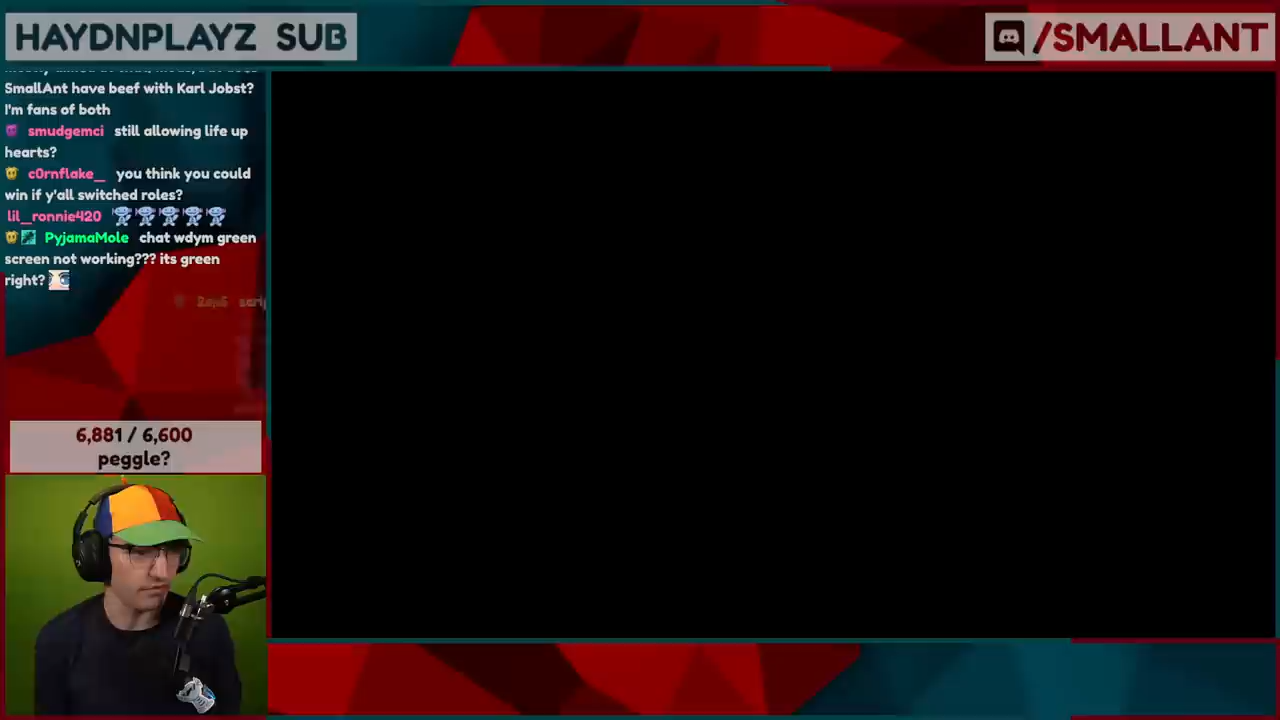 HAYDNPLAYZ SUB
/SMALLANT
SmallAnt have beef with Karl Jobst?
I'm fans of both
smudgemci still allowing life up
hearts?
c0rnflake_ you think you could
win if y'all switched roles?
lil_ronnie420
PyjamaMole chat wdym green
screen not working??? its green
right?
6,881 / 6,600
peggle?